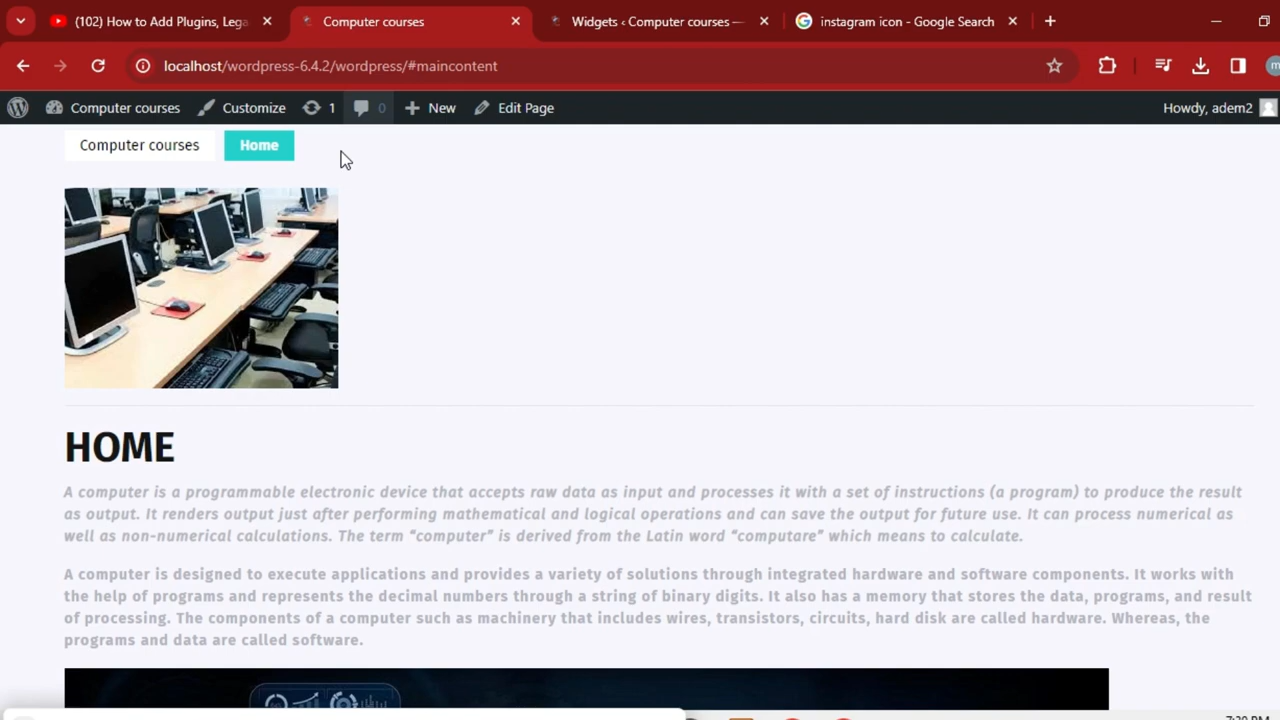 (102) How to Add Plugins, Lega
Computer courses
Widgets ‹ Computer courses —
instagram icon - Google Search
localhost/wordpress-6.4.2/wordpress/#maincontent
Computer courses
Customize
1
0
New
Edit Page
Howdy, adem2
Computer courses
Home
HOME
A computer is a programmable electronic device that accepts raw data as input and processes it with a set of instructions (a program) to produce the result
as output. It renders output just after performing mathematical and logical operations and can save the output for future use. It can process numerical as
well as non-numerical calculations. The term “computer” is derived from the Latin word “computare” which means to calculate.
A computer is designed to execute applications and provides a variety of solutions through integrated hardware and software components. It works with
the help of programs and represents the decimal numbers through a string of binary digits. It also has a memory that stores the data, programs, and result
of processing. The components of a computer such as machinery that includes wires, transistors, circuits, hard disk are called hardware. Whereas, the
programs and data are called software.